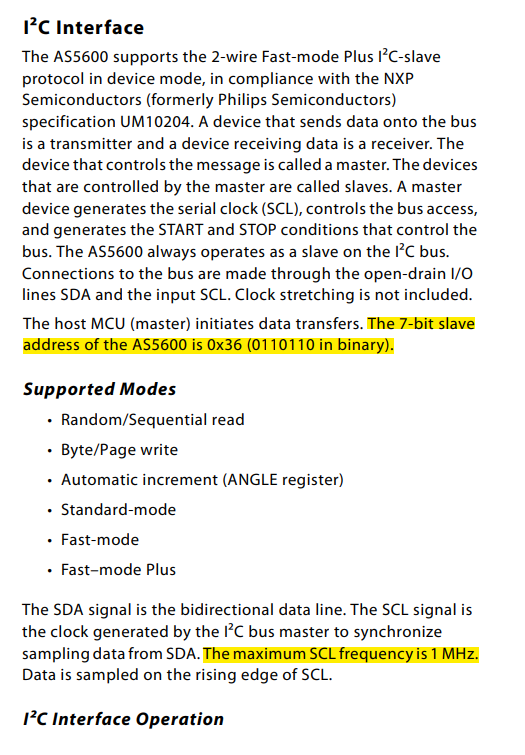 I²C Interface
The AS5600 supports the 2-wire Fast-mode Plus I²C-slave
protocol in device mode, in compliance with the NXP
Semiconductors (formerly Philips Semiconductors)
specification UM10204. A device that sends data onto the bus
is a transmitter and a device receiving data is a receiver. The
device that controls the message is called a master. The devices
that are controlled by the master are called slaves. A master
device generates the serial clock (SCL), controls the bus access,
and generates the START and STOP conditions that control the
bus. The AS5600 always operates as a slave on the I²C bus.
Connections to the bus are made through the open-drain I/O
lines SDA and the input SCL. Clock stretching is not included.
The host MCU (master) initiates data transfers. The 7-bit slave
address of the AS5600 is 0x36 (0110110 in binary).
Supported Modes
• Random/Sequential read
• Byte/Page write
• Automatic increment (ANGLE register)
• Standard-mode
• Fast-mode
• Fast–mode Plus
The SDA signal is the bidirectional data line. The SCL signal is
the clock generated by the I²C bus master to synchronize
sampling data from SDA. The maximum SCL frequency is 1 MHz.
Data is sampled on the rising edge of SCL.
I²C Interface Operation